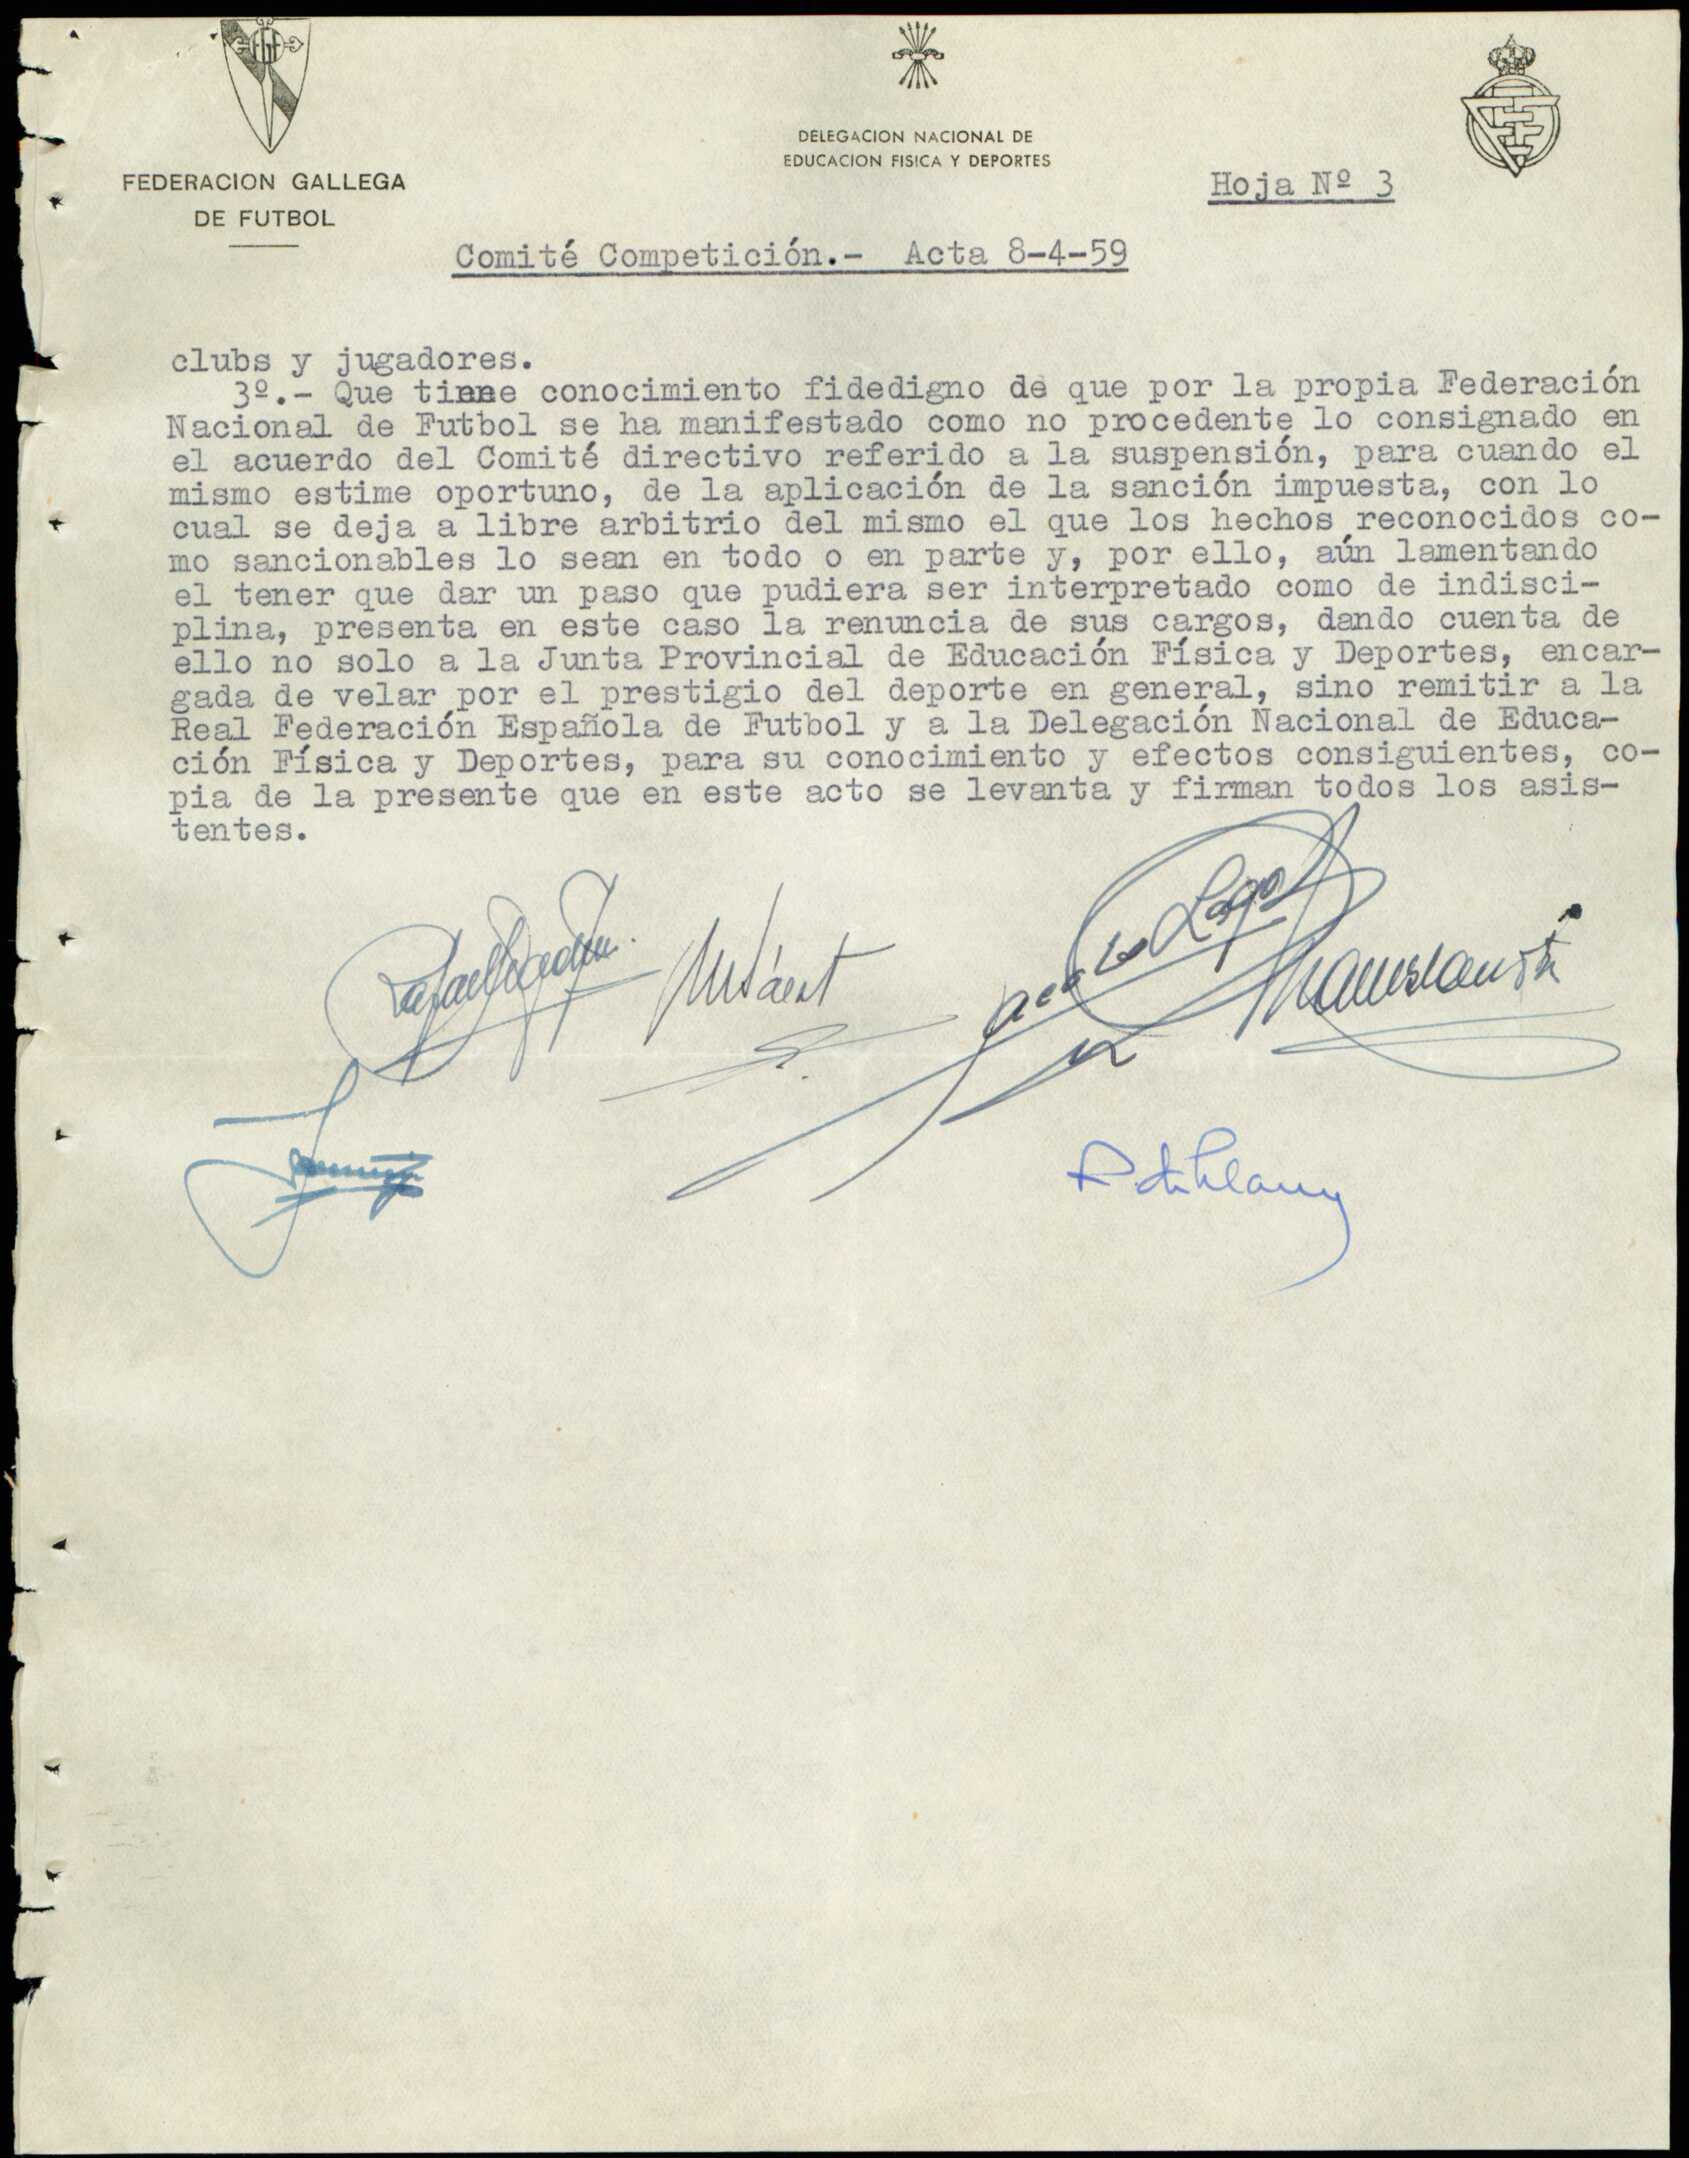 FEDERACION GALLEGA
DE FUTBOL
DELEGACION NACIONAL DE
EDUCACION FISICA Y DEPORTES
Hoja Nº 3
Comité Competición.- Acta 8-4-59
clubs y jugadores.
3º.- Que tiene conocimiento fidedigno de que por la propia Federación
Nacional de Futbol se ha manifestado como no procedente lo consignado en
el acuerdo del Comité directivo referido a la suspensión, para cuando el
mismo estime oportuno, de la aplicación de la sanción impuesta, con lo
cual se deja a libre arbitrio del mismo el que los hechos reconocidos co-
mo sancionables lo sean en todo o en parte y, por ello, aún lamentando
el tener que dar un paso que pudiera ser interpretado como de indisci-
plina, presenta en este caso la renuncia de sus cargos, dando cuenta de
ello no solo a la Junta Provincial de Educación Física y Deportes, encar-
gada de velar por el prestigio del deporte en general, sino remitir a la
Real Federación Española de Futbol y a la Delegación Nacional de Educa-
ción Física y Deportes, para su conocimiento y efectos consiguientes, co-
pia de la presente que en este acto se levanta y firman todos los asis-
tentes.